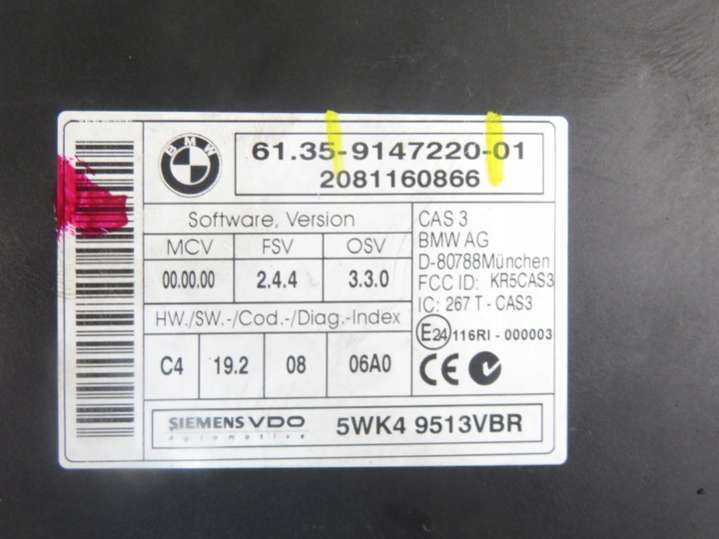 BMW
61.35-9147220-01
2081160866
Software, Version
MCV FSV OSV
00.00.00 2.4.4 3.3.0
HW./SW.-/Cod.-/Diag.-Index
C4 19.2 08 06A0
CAS 3
BMW AG
D-80788München
FCC ID: KR5CAS3
IC: 267 T - CAS3
E24 116RI - 000003
CE
SIEMENS VDO
Automotive
5WK4 9513VBR